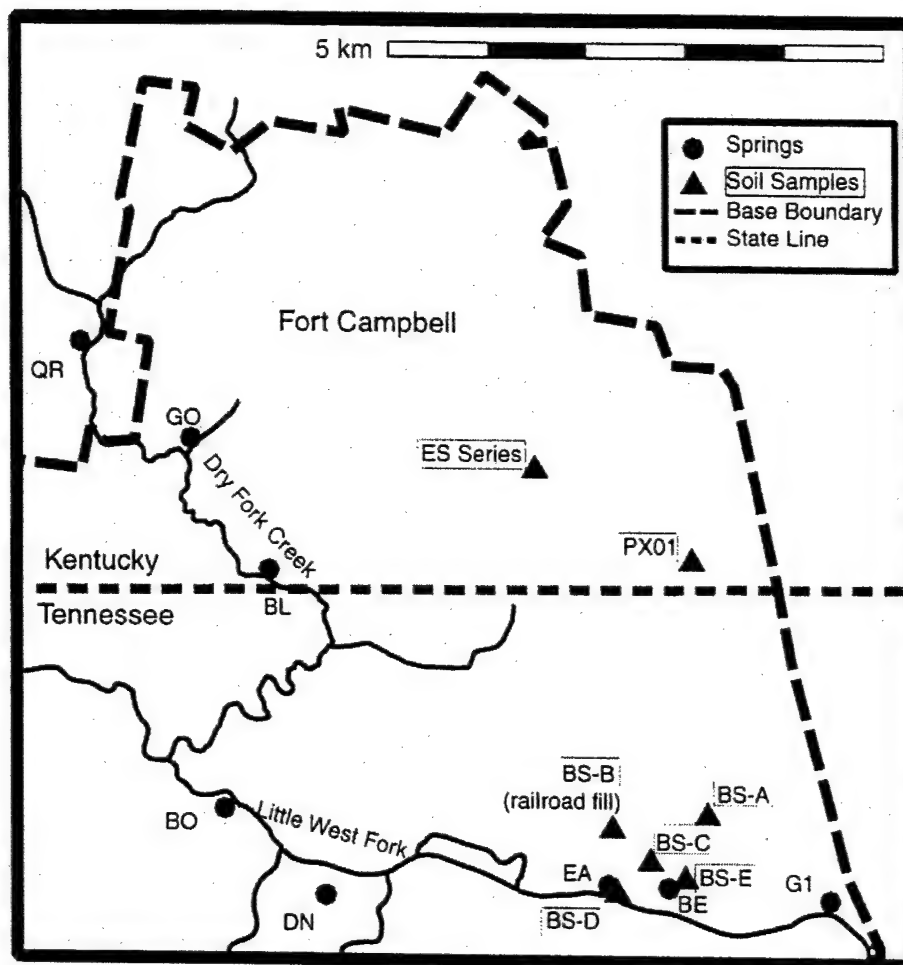 5 km
Springs
Soil Samples
Base Boundary
State Line
Fort Campbell
QR
GO
Dry Fork Creek
ES Series
PX01
Kentucky
Tennessee
BL
BS-B
(railroad fill)
BS-A
BO
Little West Fork
BS-C
EA
BS-E
G1
BE
DN
BS-D